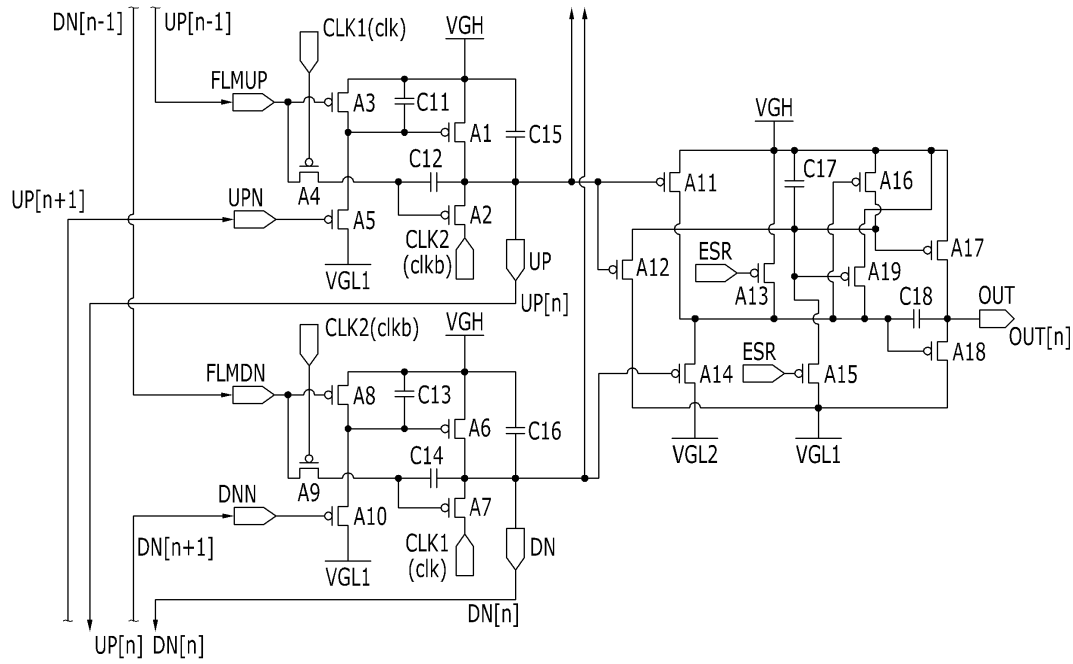 DN[n-1]
UP[n-1]
CLK1(clk)
VGH
FLMUP
A3
C11
A1
C15
VGH
C12
C17
A16
A4
A11
UP[n+1]
UPN
A5
A2
CLK2
(clkb)
VGL1
UP
A12
ESR
A13
A19
A17
UP[n]
C18
OUT
OUT[n]
CLK2(clkb)
VGH
FLMDN
A8
C13
A6
C16
A14
ESR
A15
A18
C14
VGL2
VGL1
A9
DNN
A10
A7
DN[n+1]
CLK1
(clk)
DN
VGL1
DN[n]
UP[n]
DN[n]